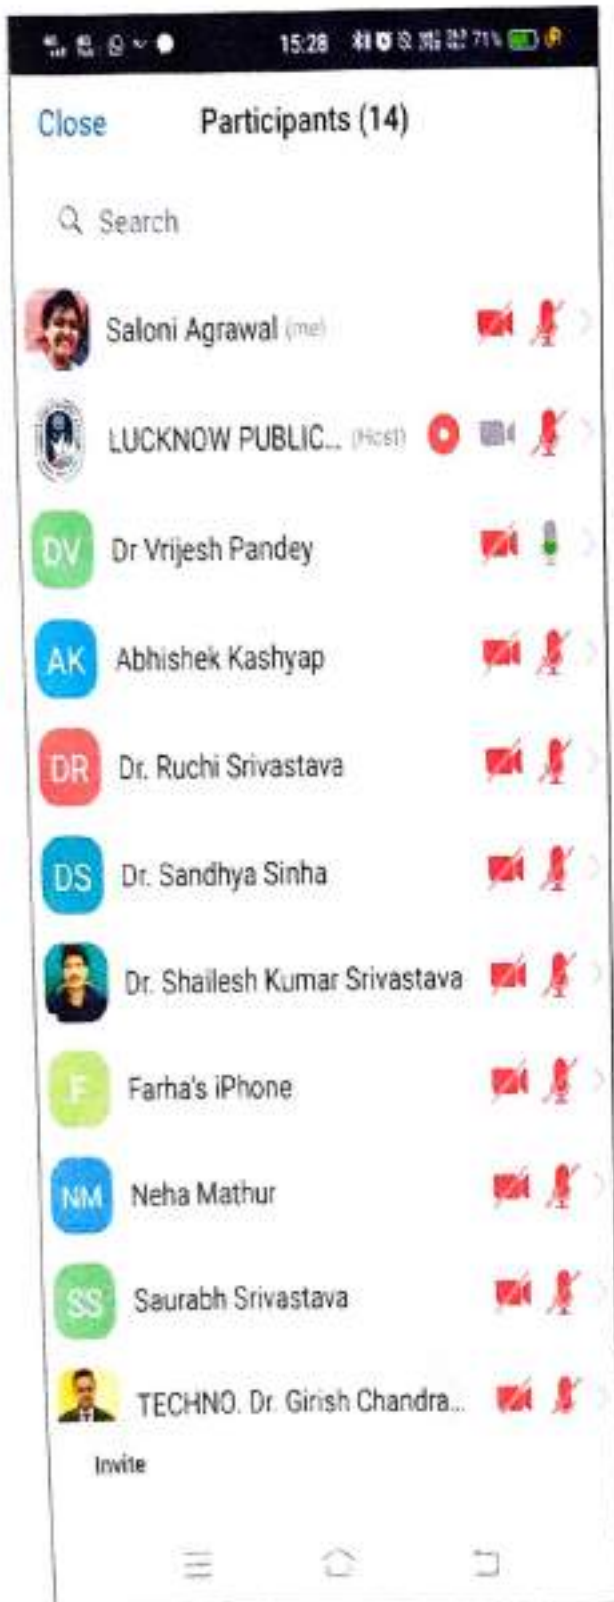 15:28 71%
Close Participants (14)
Search
Saloni Agrawal (me)
LUCKNOW PUBLIC... (Host)
DV Dr Vrijesh Pandey
AK Abhishek Kashyap
DR Dr. Ruchi Srivastava
DS Dr. Sandhya Sinha
Dr. Shailesh Kumar Srivastava
F Farha's iPhone
NM Neha Mathur
SS Saurabh Srivastava
TECHNO. Dr. Girish Chandra...
Invite